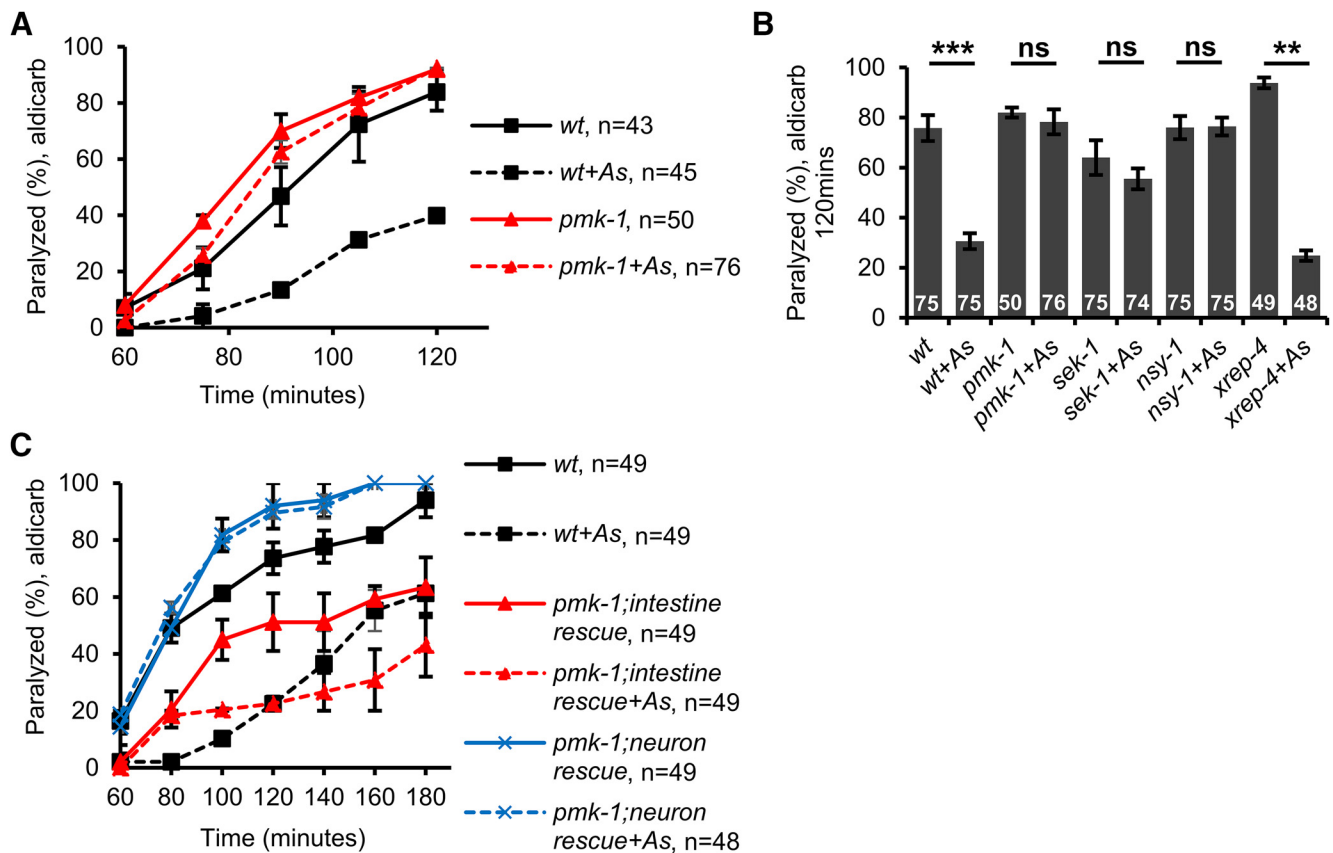 A
Paralyzed (%), aldicarb
100
80
60
40
20
0
60
80
100
120
Time (minutes)
wt, n=43
wt+As, n=45
pmk-1, n=50
pmk-1+As, n=76
B
Paralyzed (%), aldicarb
120mins
100
80
60
40
20
0
***
ns
ns
ns
**
75
75
50
76
75
74
75
75
49
48
wt
wt+As
pmk-1
pmk-1+As
sek-1
sek-1+As
nsy-1
nsy-1+As
xrep-4
xrep-4+As
C
Paralyzed (%), aldicarb
100
80
60
40
20
0
60
80
100
120
140
160
180
Time (minutes)
wt, n=49
wt+As, n=49
pmk-1;intestine
rescue, n=49
pmk-1;intestine
rescue+As, n=49
pmk-1;neuron
rescue, n=49
pmk-1;neuron
rescue+As, n=48